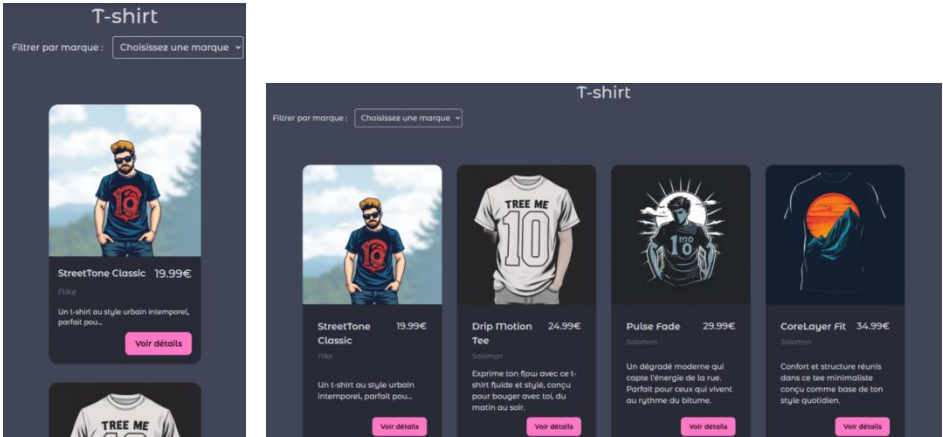 T-shirt
Filtrer par marque : Choisissez une marque
StreetTone Classic 19.99€
Nike
Un t-shirt au style urbain intemporel,
parfait pou...
Voir détails
TREE ME
T-shirt
Filtrer par marque : Choisissez une marque
TREE ME
10
StreetTone 19.99€
Classic
Nike
Un t-shirt au style urbain
intemporel, parfait pou...
Voir détails
Drip Motion 24.99€
Tee
Salomon
Exprime ton flow avec ce t-
shirt fluide et stylé, conçu
pour bouger avec toi, du
matin au soir.
Voir détails
Pulse Fade 29.99€
Salomon
Un dégradé moderne qui
capte l'énergie de la rue.
Parfait pour ceux qui vivent
au rythme du bitume.
Voir détails
CoreLayer Fit 34.99€
Salomon
Confort et structure réunis
dans ce tee minimaliste
conçu comme base de ton
style quotidien.
Voir détails